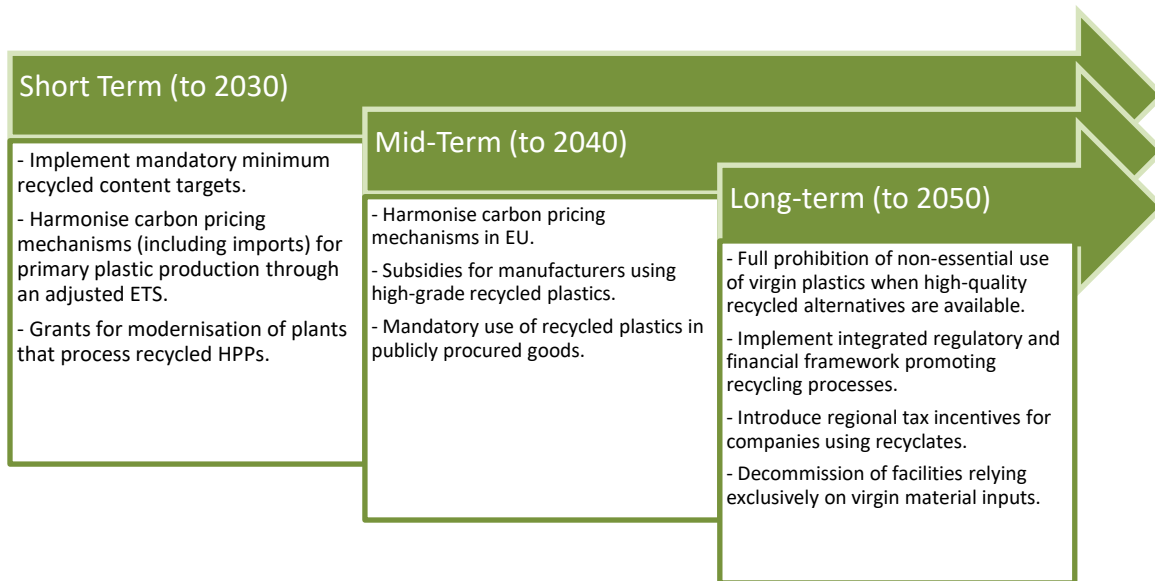 Short Term (to 2030)
- Implement mandatory minimum
recycled content targets.
- Harmonise carbon pricing
mechanisms (including imports) for
primary plastic production through
an adjusted ETS.
- Grants for modernisation of plants
that process recycled HPPs.
Mid-Term (to 2040)
- Harmonise carbon pricing
mechanisms in EU.
- Subsidies for manufacturers using
high-grade recycled plastics.
- Mandatory use of recycled plastics in
publicly procured goods.
Long-term (to 2050)
- Full prohibition of non-essential use
of virgin plastics when high-quality
recycled alternatives are available.
- Implement integrated regulatory and
financial framework promoting
recycling processes.
- Introduce regional tax incentives for
companies using recyclates.
- Decommission of facilities relying
exclusively on virgin material inputs.